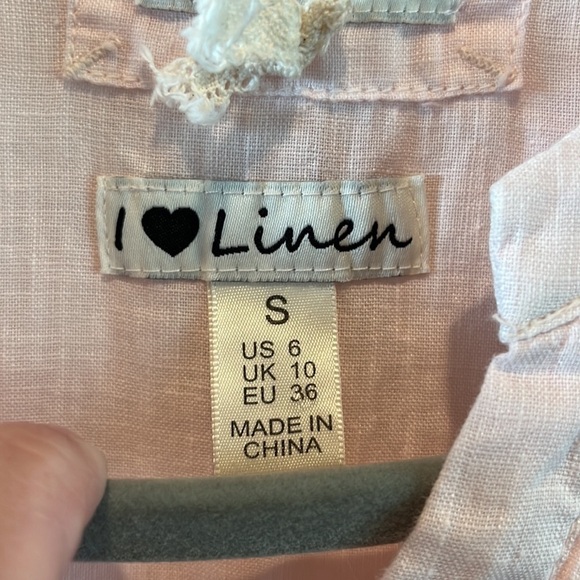 I ♥ Linen
S
US 6
UK 10
EU 36
MADE IN
CHINA